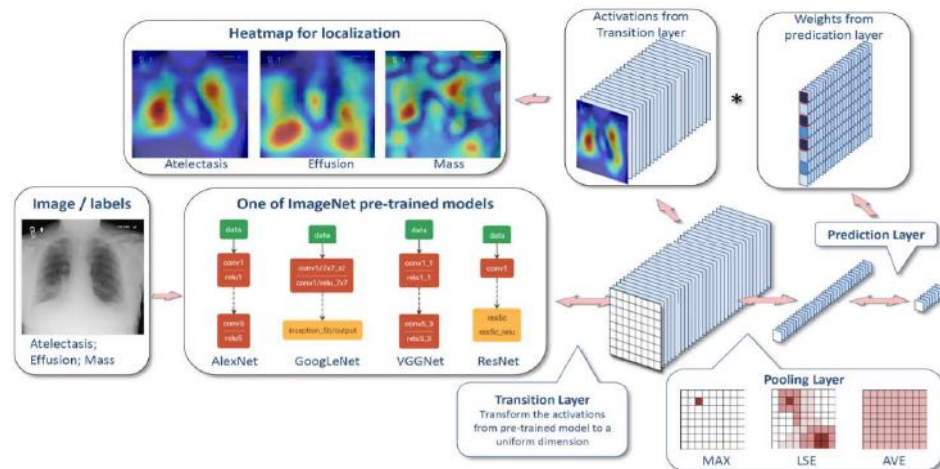 Heatmap for localization
Atelectasis
Effusion
Mass
Activations from
Transition layer
*
Weights from
predication layer
Image / labels
Atelectasis;
Effusion; Mass
One of ImageNet pre-trained models
data
conv1
relu1
conv5
relu5
AlexNet
data
conv1/7x7_s2
conv1/relu_7x7
inception_5b/output
GoogLeNet
data
conv1_1
relu1_1
conv5_3
relu5_3
VGGNet
data
conv1
res5c
res5c_relu
ResNet
Prediction Layer
Transition Layer
Transform the activations
from pre-trained model to a
uniform dimension
Pooling Layer
MAX
LSE
AVE